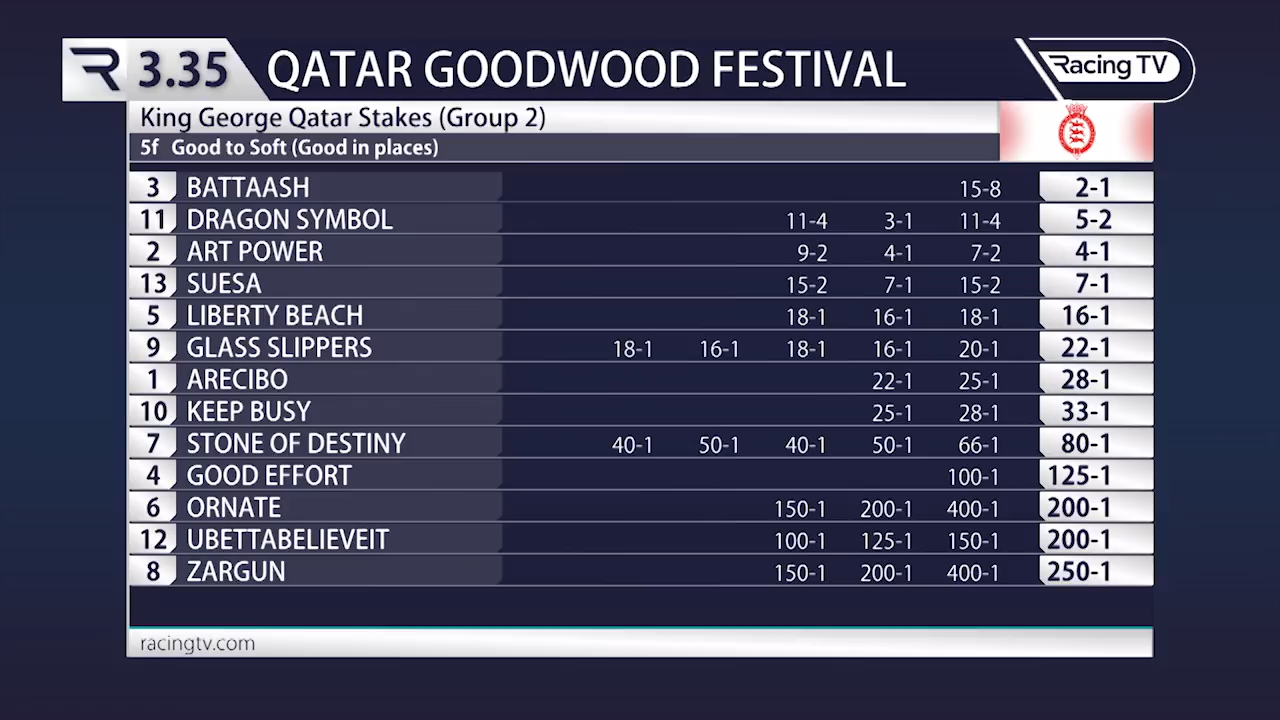 R 3.35 QATAR GOODWOOD FESTIVAL Racing TV
King George Qatar Stakes (Group 2)
5f Good to Soft (Good in places)
3 BATTAASH 15-8 2-1
11 DRAGON SYMBOL 11-4 3-1 11-4 5-2
2 ART POWER 9-2 4-1 7-2 4-1
13 SUESA 15-2 7-1 15-2 7-1
5 LIBERTY BEACH 18-1 16-1 18-1 16-1
9 GLASS SLIPPERS 18-1 16-1 18-1 16-1 20-1 22-1
1 ARECIBO 22-1 25-1 28-1
10 KEEP BUSY 25-1 28-1 33-1
7 STONE OF DESTINY 40-1 50-1 40-1 50-1 66-1 80-1
4 GOOD EFFORT 100-1 125-1
6 ORNATE 150-1 200-1 400-1 200-1
12 UBETTABELIEVEIT 100-1 125-1 150-1 200-1
8 ZARGUN 150-1 200-1 400-1 250-1
racingtv.com